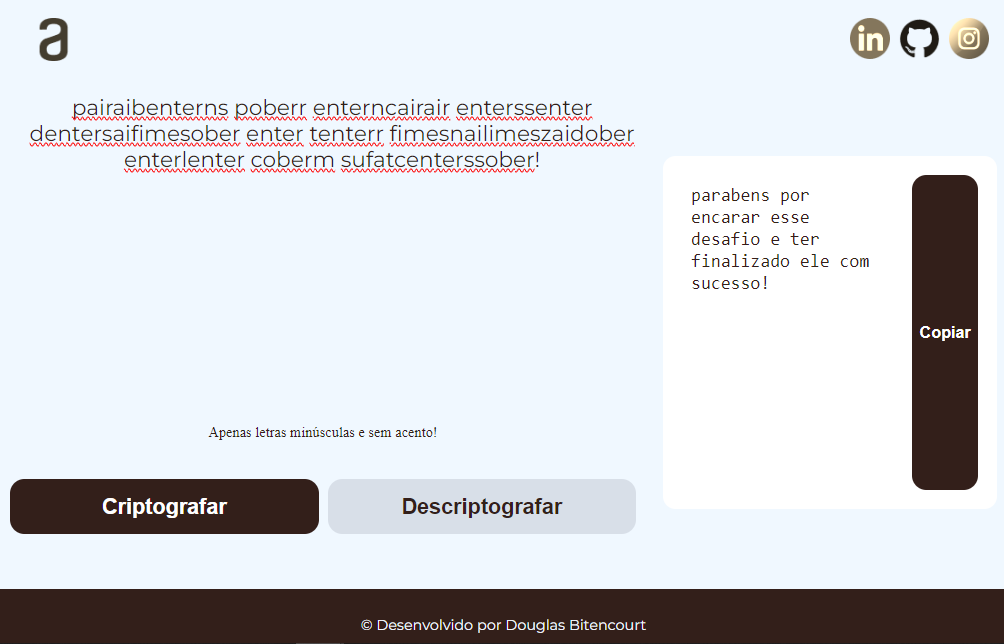 a
in
pairaibenterns poberr enterncairair enterssenter
dentersaifimesober enter tenterr fimesnailimeszaidober
enterlenter coberm sufatcenterssober!
parabens por
encarar esse
desafio e ter
finalizado ele com
sucesso!
Copiar
Apenas letras minúsculas e sem acento!
Criptografar
Descriptografar
© Desenvolvido por Douglas Bitencourt